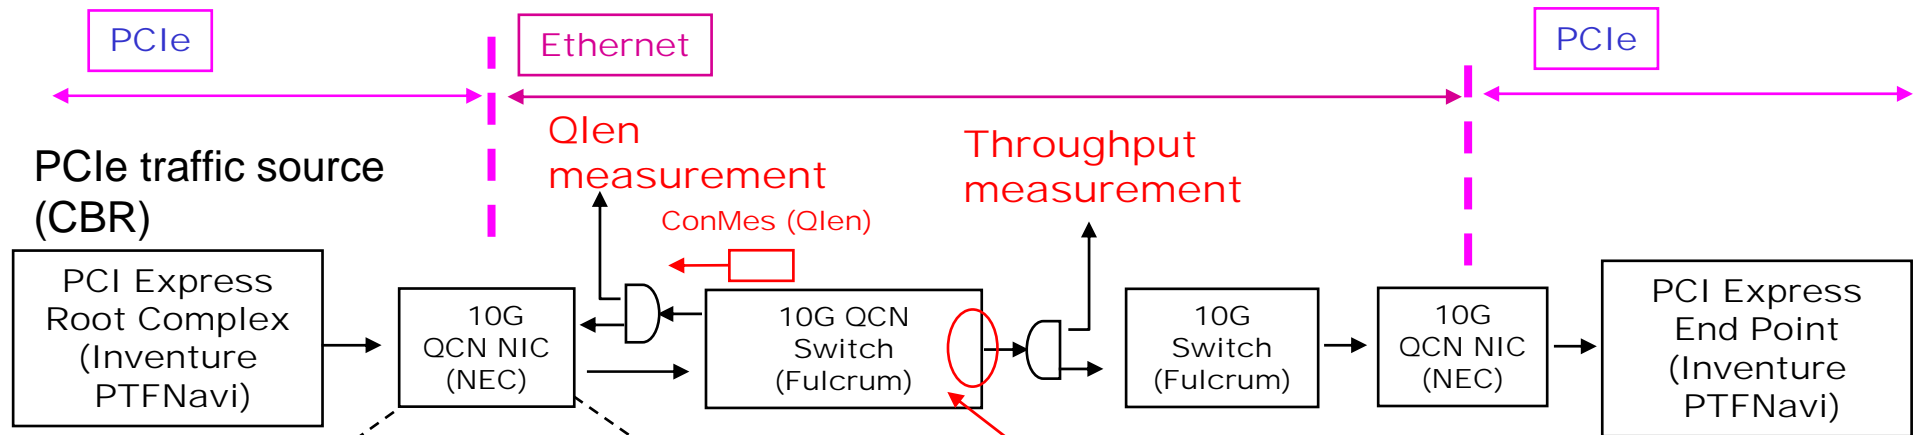 PCIe
Ethernet
PCIe
Qlen
measurement
Throughput
measurement
PCIe traffic source
(CBR)
ConMes (Qlen)
PCI Express
Root Complex
(Inventure
PTFNavi)
10G
QCN NIC
(NEC)
10G QCN
Switch
(Fulcrum)
10G
Switch
(Fulcrum)
10G
QCN NIC
(NEC)
PCI Express
End Point
(Inventure
PTFNavi)